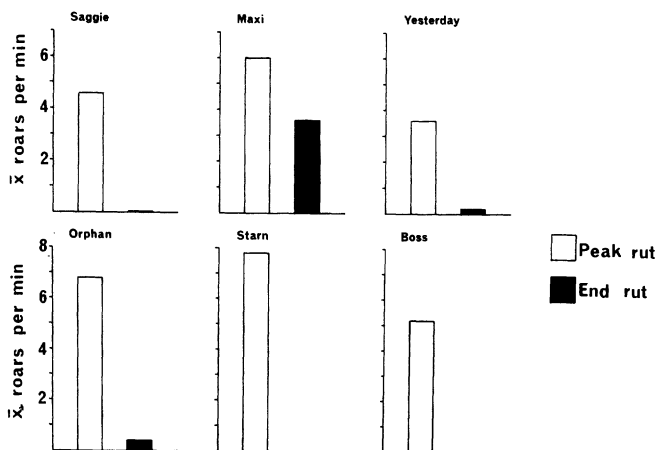 Saggie
Maxi
Yesterday
x̄ roars per min
6
4
2
Orphan
Starn
Boss
x̄ roars per min
8
6
4
2
Peak rut
End rut